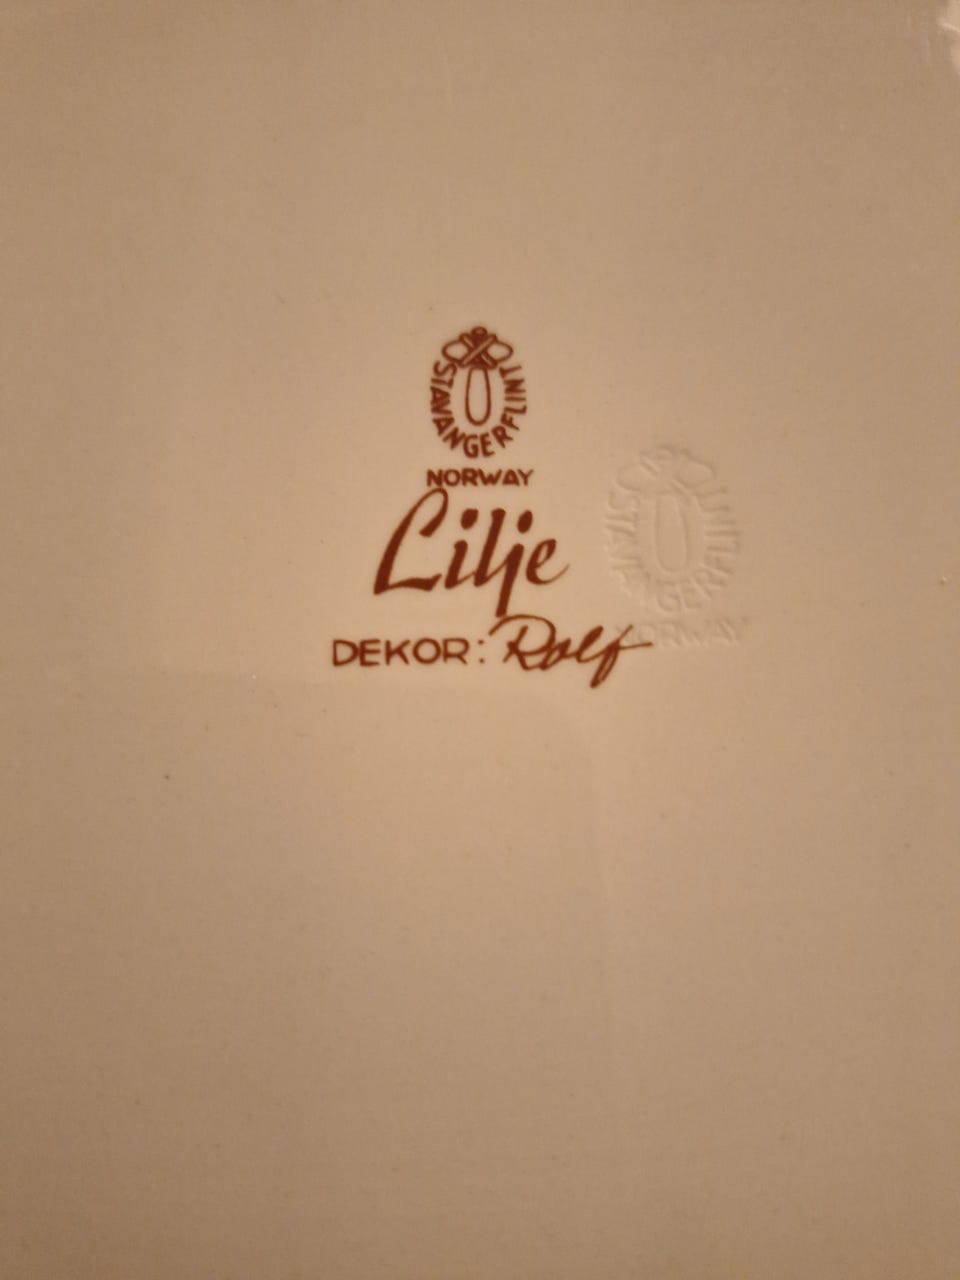 STAVANGERFLINT
NORWAY
Lilje
DEKOR: Rolf
STAVANGERFLINT
NORWAY